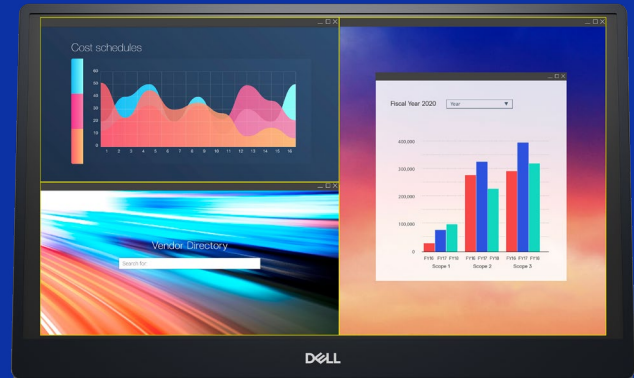 Cost schedules
60
50
40
30
20
10
0
1 2 3 4 5 6 7 8 9 10 11 12 13 14 15 16
Vendor Directory
Search for
Fiscal Year 2020 Year
400,000
300,000
200,000
100,000
0
FY16 FY17 FY18 FY16 FY17 FY18 FY16 FY17 FY18
Scope 1 Scope 2 Scope 3
DELL